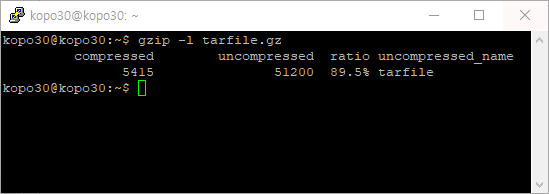 kopo30@kopo30: ~
kopo30@kopo30:~$ gzip -l tarfile.gz
         compressed        uncompressed  ratio uncompressed_name
               5415               51200  89.5% tarfile
kopo30@kopo30:~$